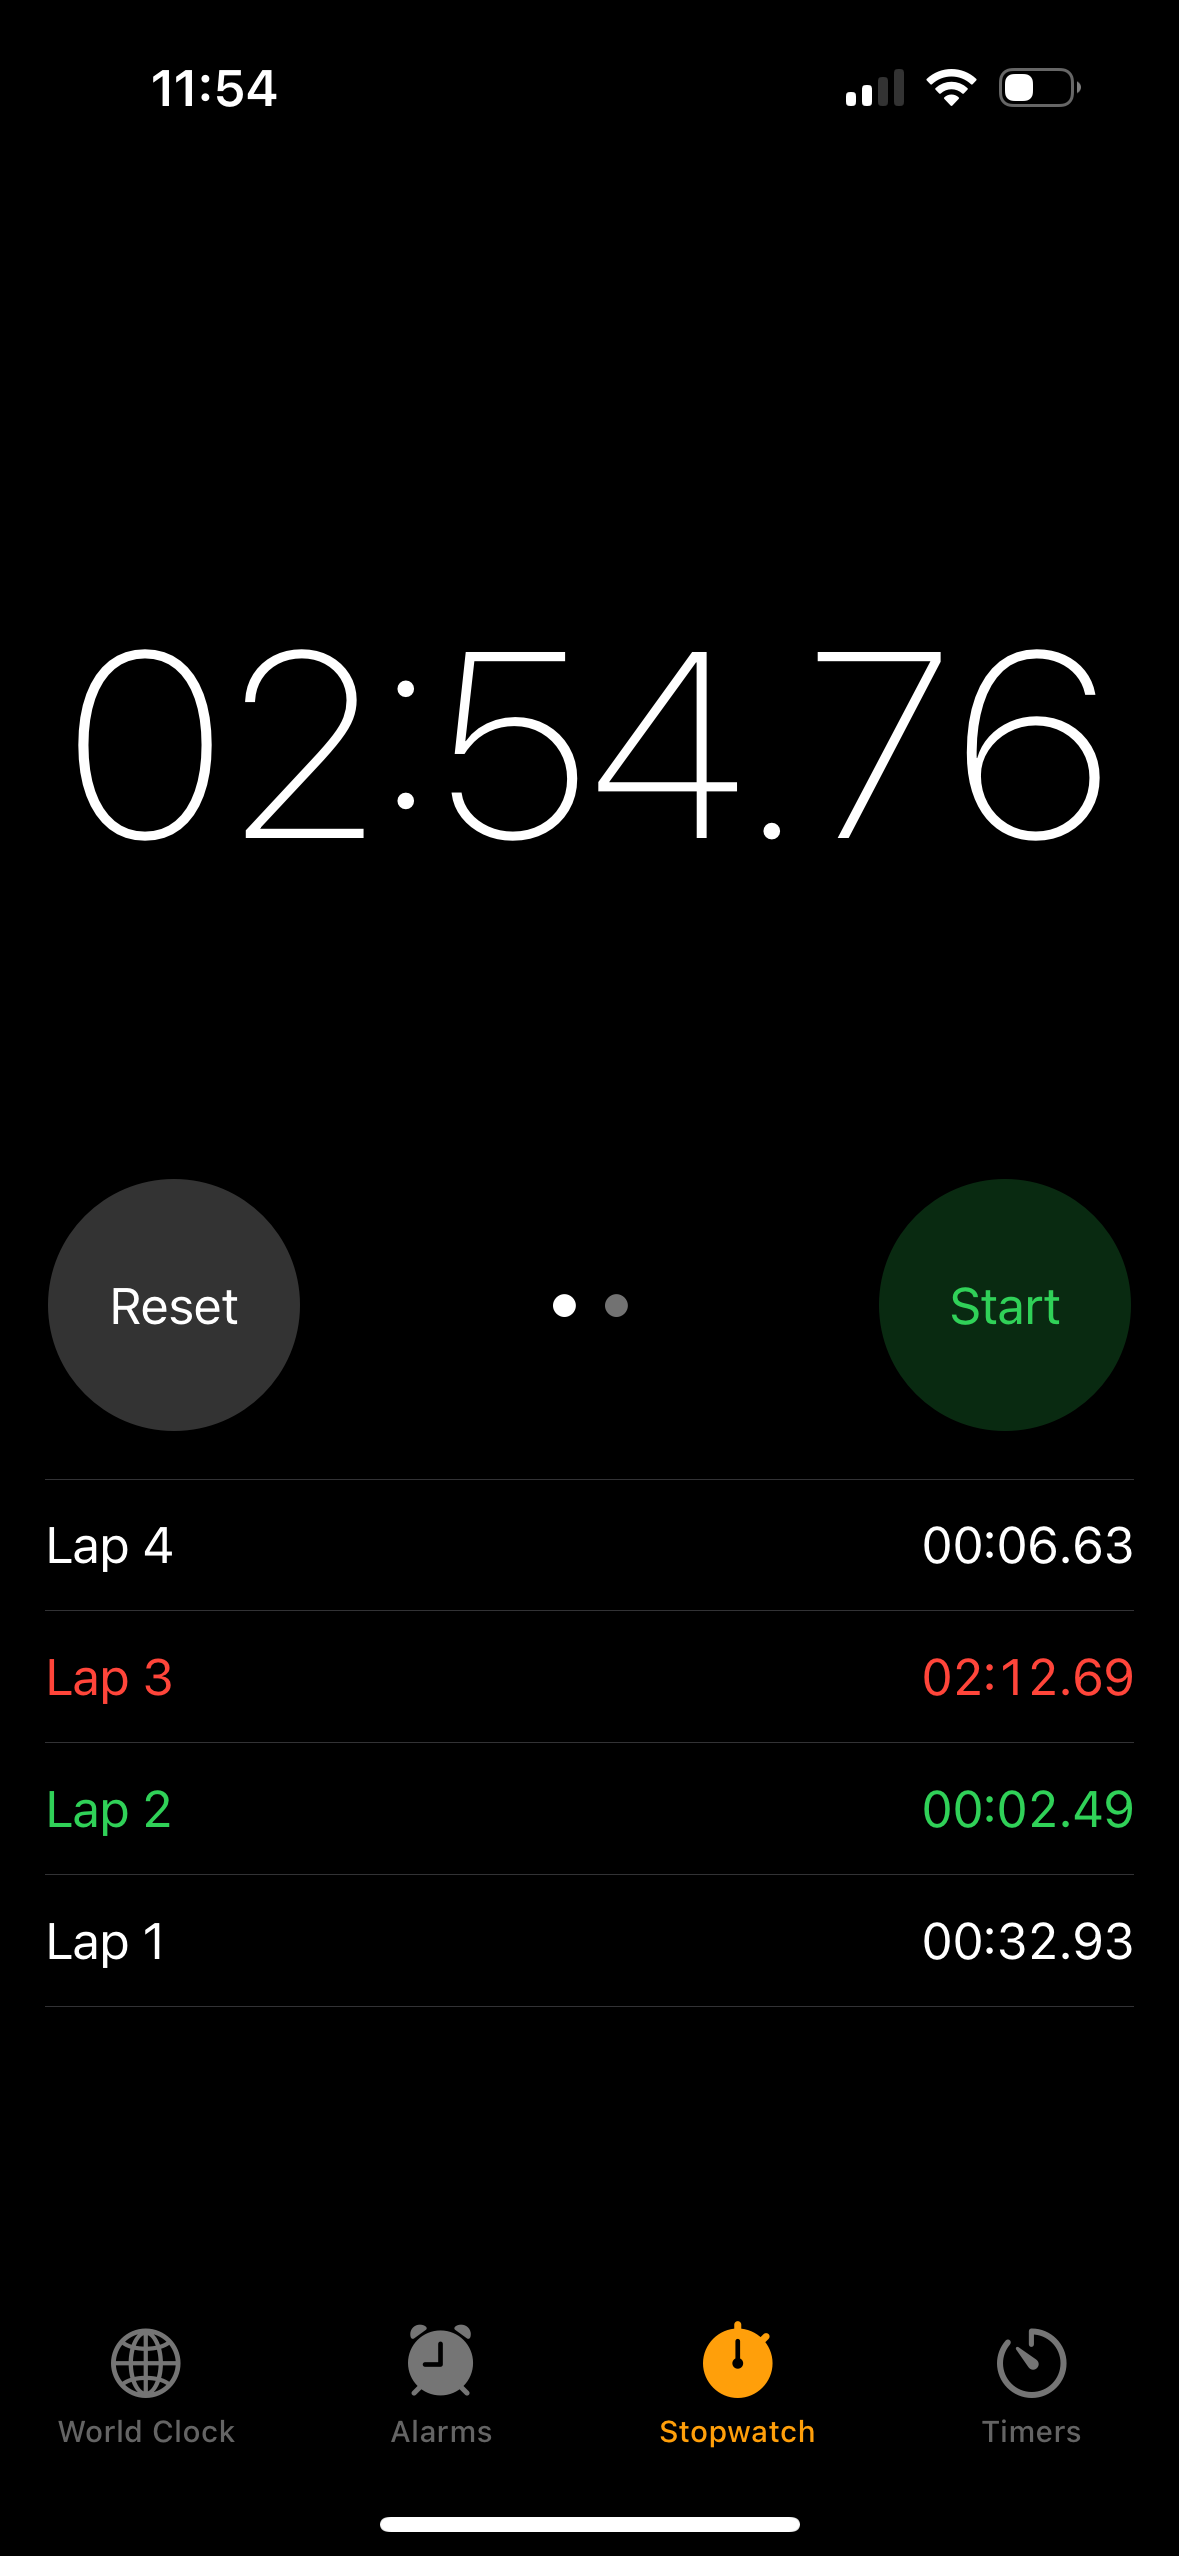 11:54
02:54.76
Reset
Start
Lap 4 00:06.63
Lap 3 02:12.69
Lap 2 00:02.49
Lap 1 00:32.93
World Clock Alarms Stopwatch Timers